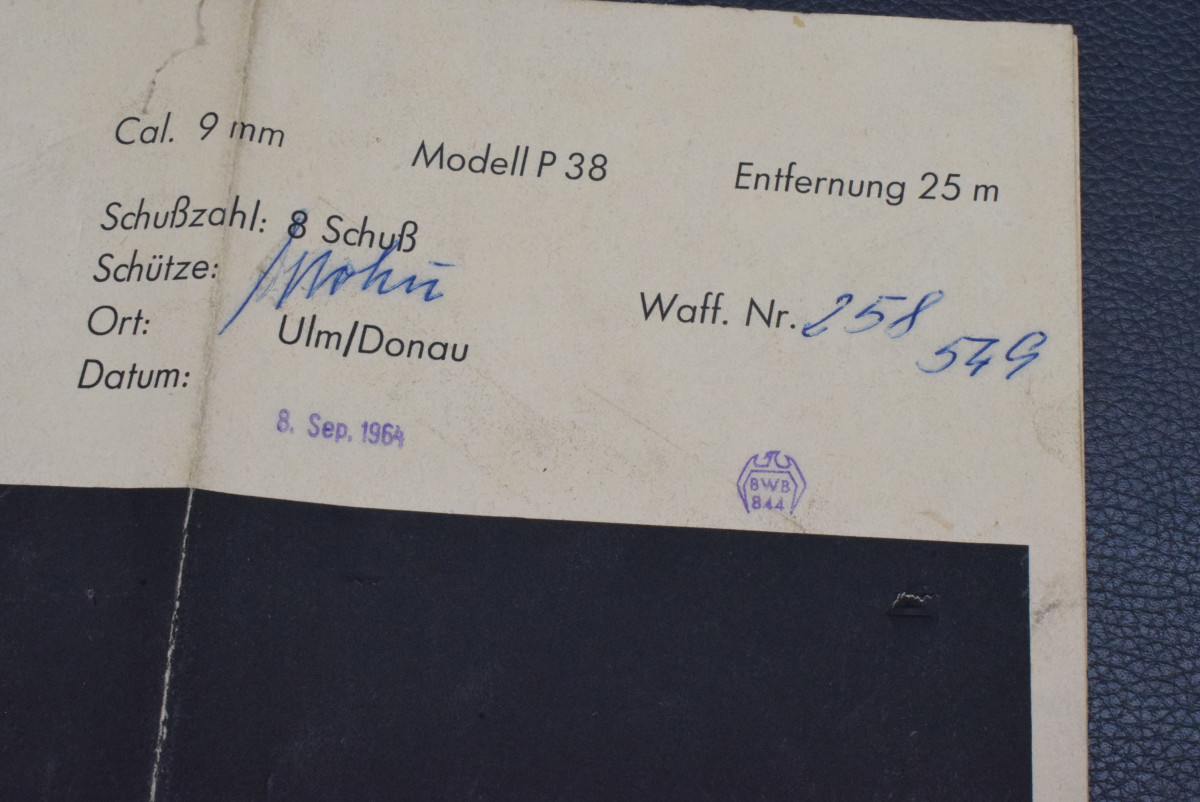 Cal. 9 mm
Modell P 38
Entfernung 25 m
Schußzahl: 8 Schuß
Schütze:
Ort: Ulm/Donau
Waff. Nr. 258 549
Datum: 8. Sep. 1964
BWB
844